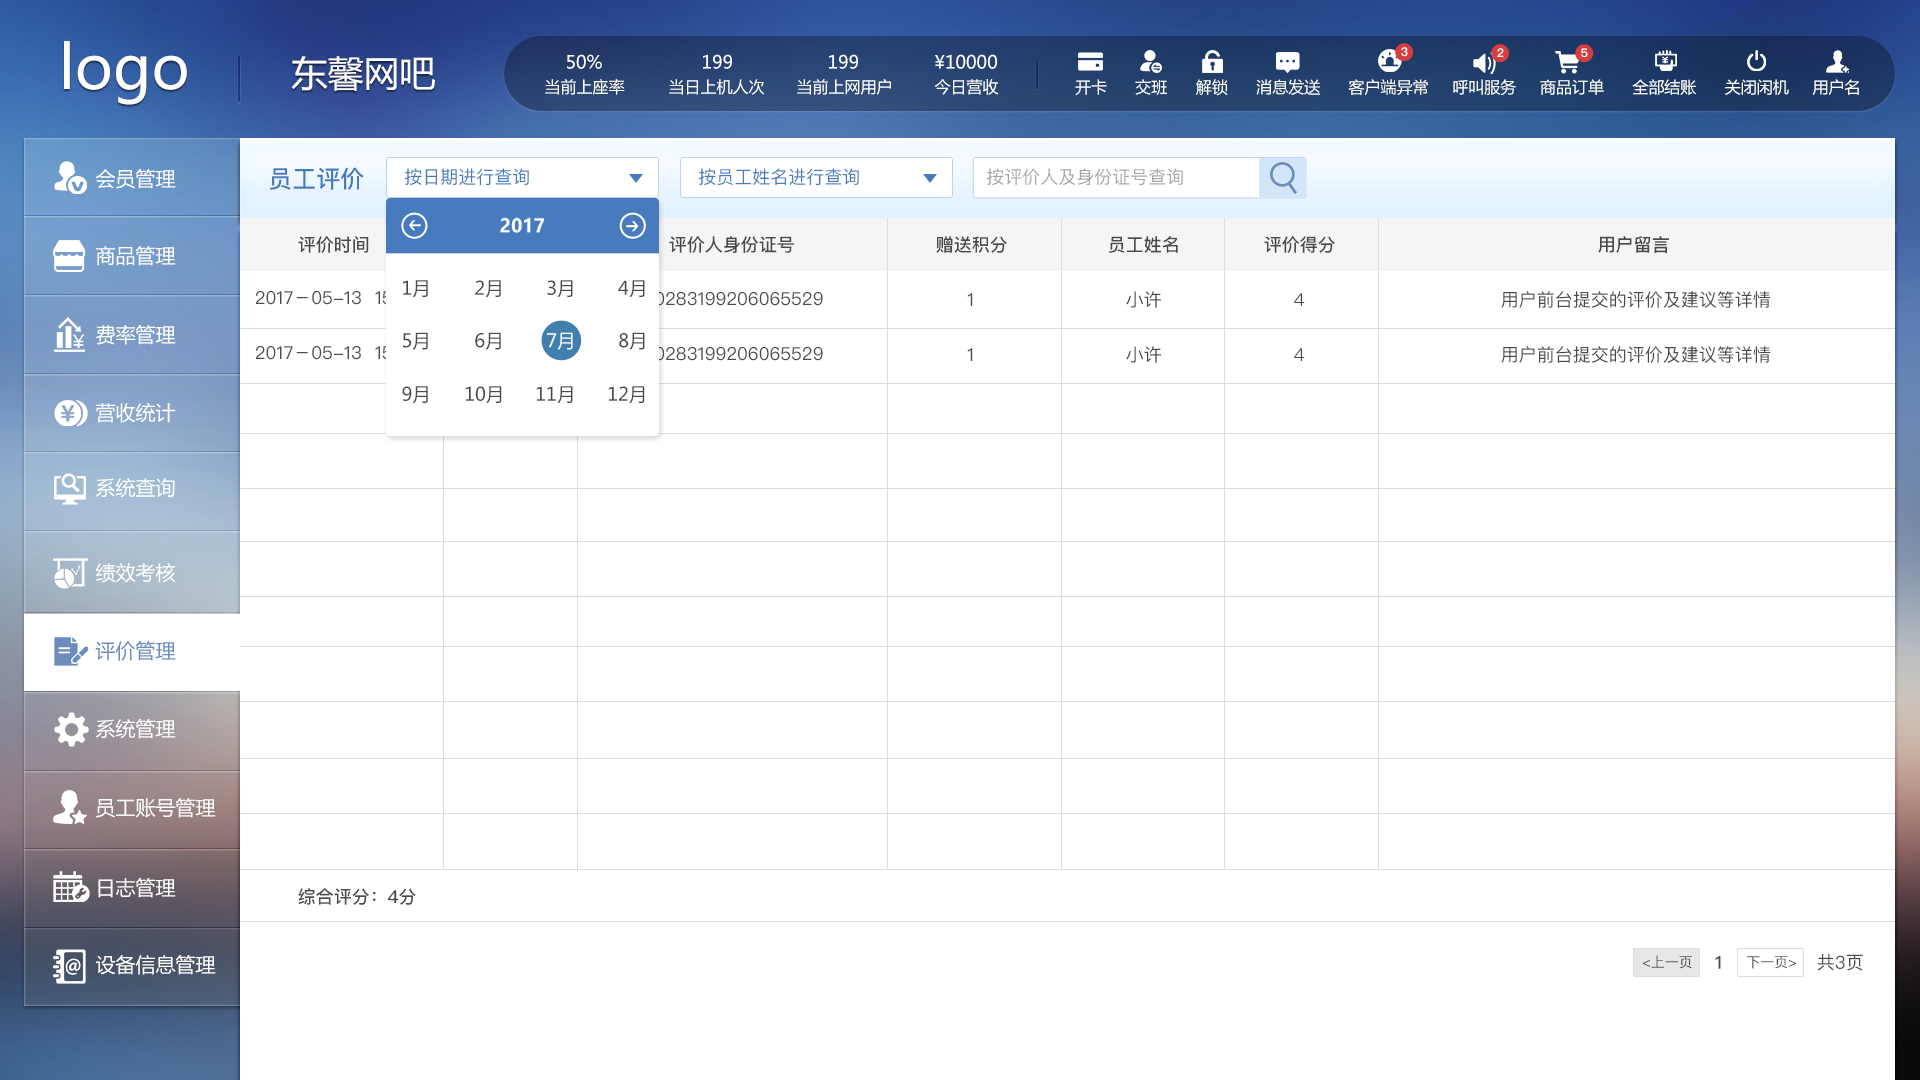 logo
东馨网吧
50%
当前上座率
199
当日上机人次
199
当前上网用户
¥10000
今日营收
开卡
交班
解锁
消息发送
3
客户端异常
2
呼叫服务
5
商品订单
全部结账
关闭闲机
用户名
会员管理
商品管理
费率管理
营收统计
系统查询
绩效考核
评价管理
系统管理
员工账号管理
日志管理
设备信息管理
员工评价
按日期进行查询
按员工姓名进行查询
按评价人及身份证号查询
2017
1月 2月 3月 4月
5月 6月 7月 8月
9月 10月 11月 12月
评价时间 评价人身份证号 赠送积分 员工姓名 评价得分 用户留言
2017-05-13 0283199206065529 1 小许 4 用户前台提交的评价及建议等详情
2017-05-13 0283199206065529 1 小许 4 用户前台提交的评价及建议等详情
综合评分：4分
<上一页 1 下一页> 共3页